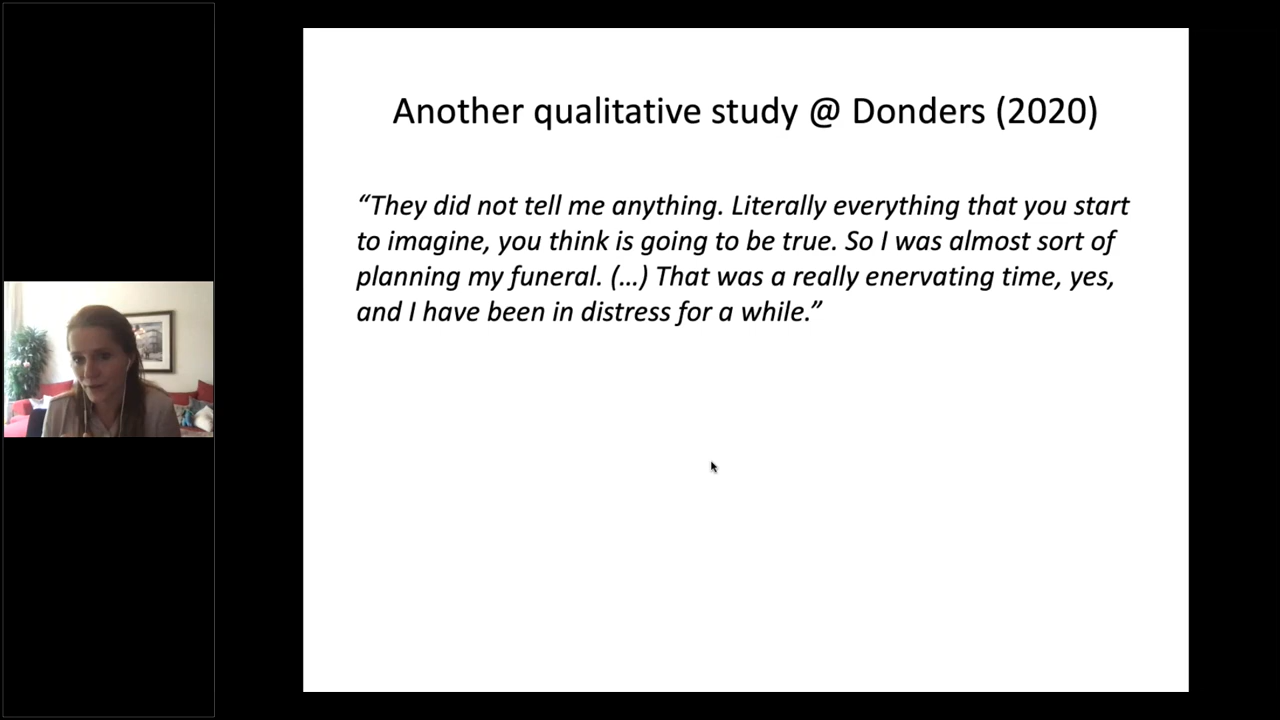 Another qualitative study @ Donders (2020)
“They did not tell me anything. Literally everything that you start
to imagine, you think is going to be true. So I was almost sort of
planning my funeral. (…) That was a really enervating time, yes,
and I have been in distress for a while.”